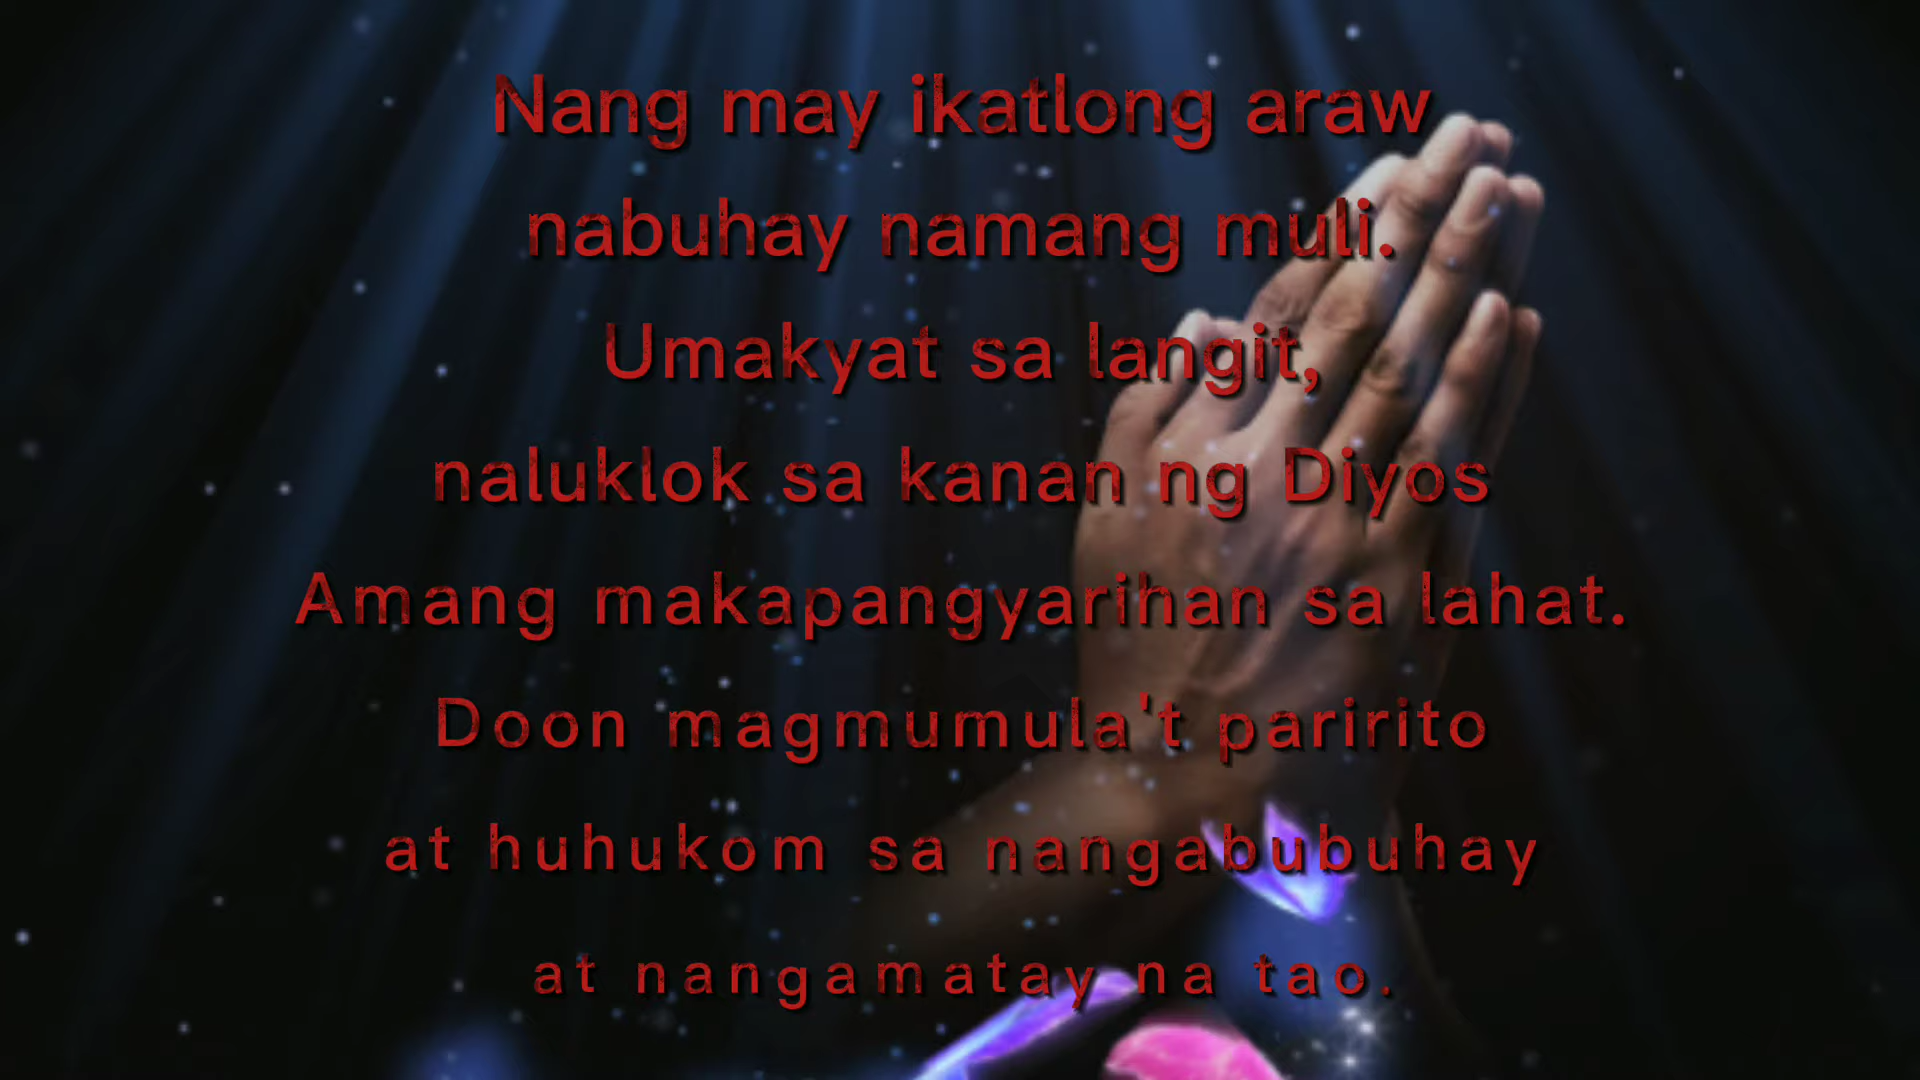 Nang may ikatlong araw
nabuhay namang muli.
Umakyat sa langit,
naluklok sa kanan ng Diyos
Amang makapangyarihan sa lahat.
Doon magmumula't paririto
at huhukom sa nangabubuhay
at nangamatay na tao.